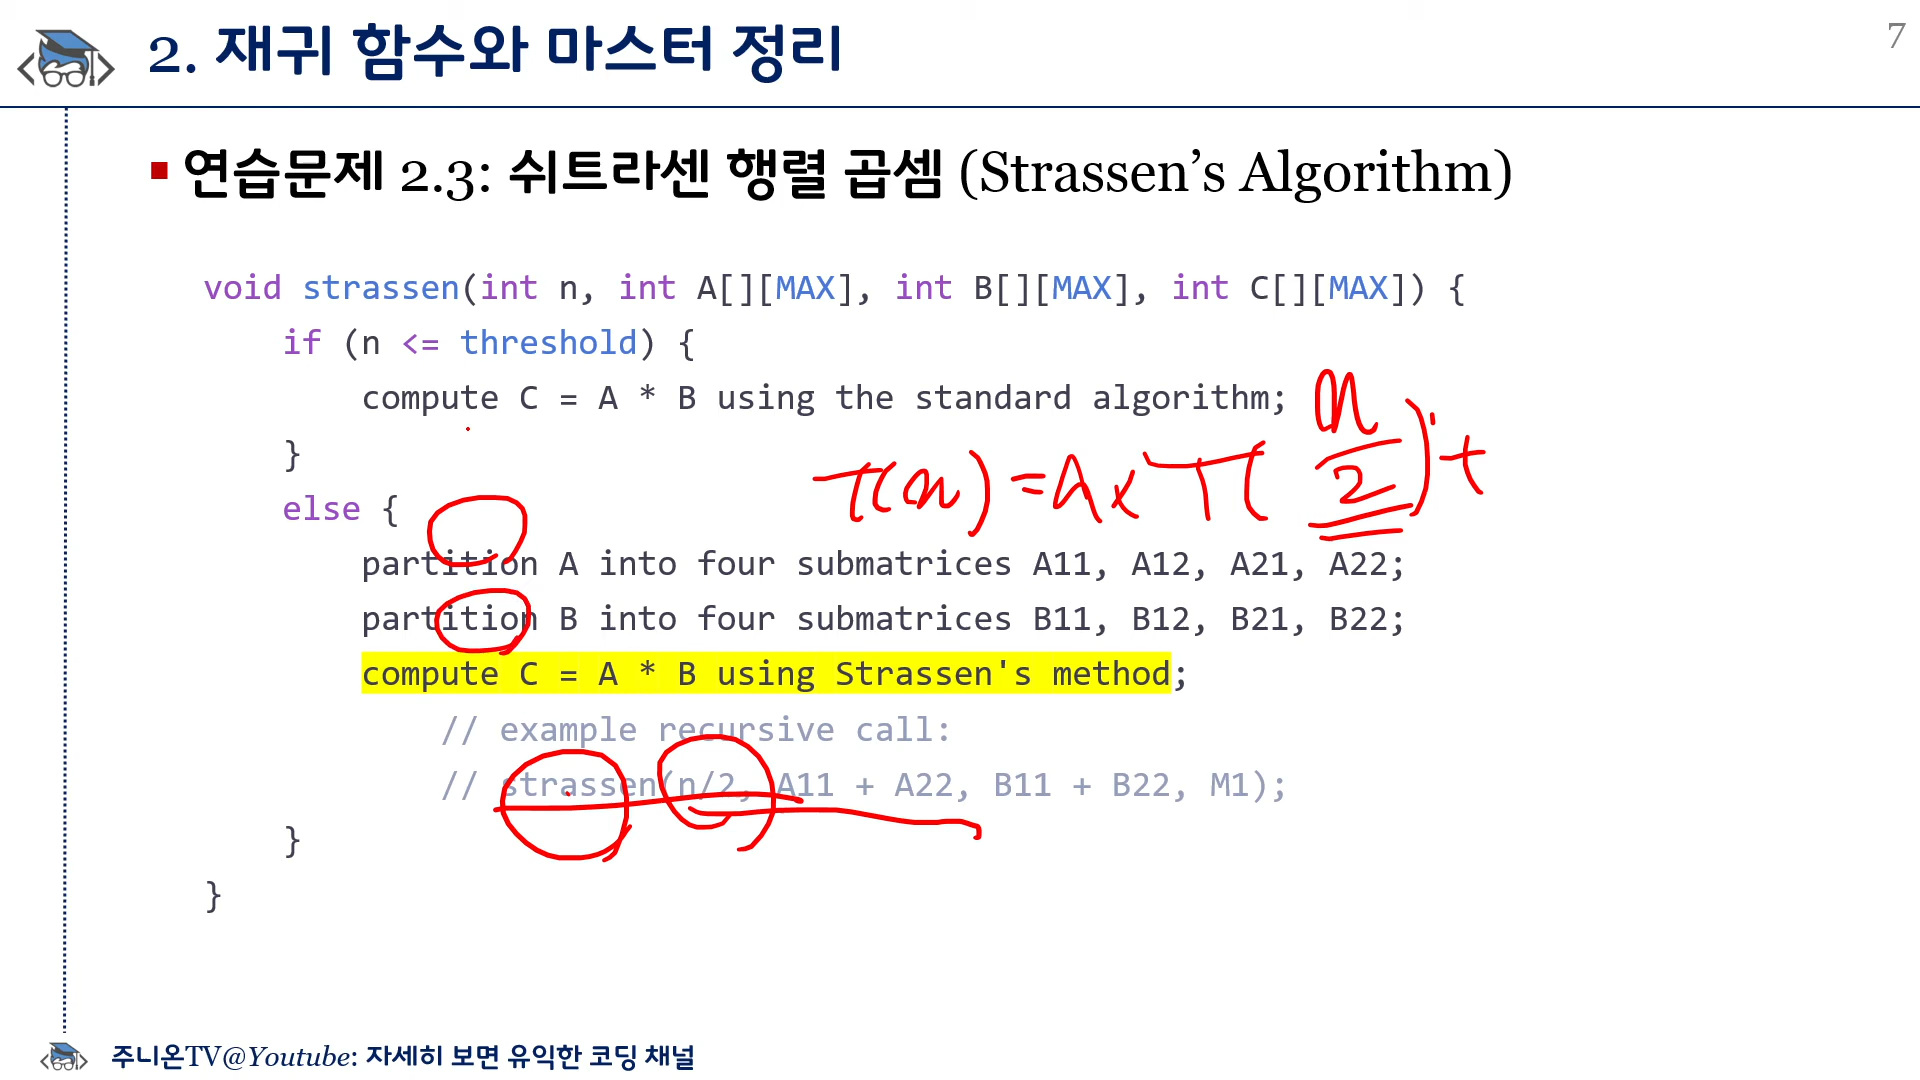 2. 재귀 함수와 마스터 정리
7
연습문제 2.3: 쉬트라센 행렬 곱셈 (Strassen’s Algorithm)
void strassen(int n, int A[][MAX], int B[][MAX], int C[][MAX]) {
if (n <= threshold) {
compute C = A * B using the standard algorithm;
}
T(n) = A x T(n/2) +
else {
partition A into four submatrices A11, A12, A21, A22;
partition B into four submatrices B11, B12, B21, B22;
compute C = A * B using Strassen's method;
// example recursive call:
// strassen(n/2, A11 + A22, B11 + B22, M1);
}
}
주니온TV@Youtube: 자세히 보면 유익한 코딩 채널